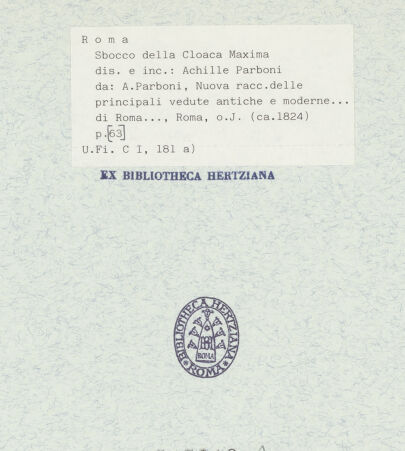 R o m a
Sbocco della Cloaca Maxima
dis. e inc.: Achille Parboni
da: A.Parboni, Nuova racc.delle
principali vedute antiche e moderne...
di Roma..., Roma, o.J. (ca.1824)
p.[63]
U.Fi. C I, 181 a)
EX BIBLIOTHECA HERTZIANA
BIBLIOTHECA HERTZIANA
ROMA
ROMA